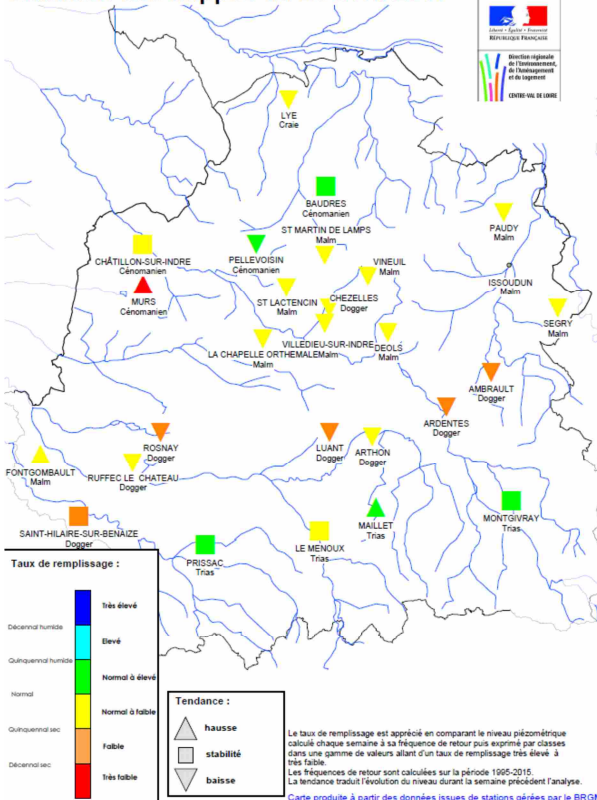 Liberté • Égalité • Fraternité
RÉPUBLIQUE FRANÇAISE
Direction régionale
de l'Environnement,
de l'Aménagement
et du Logement
CENTRE-VAL DE LOIRE
LYE
Craie
BAUDRES
Cénomanien
ST MARTIN DE LAMPS
Malm
PAUDY
Malm
CHÂTILLON-SUR-INDRE
Cénomanien
PELLEVOISIN
Cénomanien
VINEUIL
Malm
ISSOUDUN
Malm
MURS
Cénomanien
ST LACTENCIN
Malm
CHEZELLES
Dogger
SEGRY
Malm
VILLEDIEU-SUR-INDRE
Malm
DEOLS
Malm
LA CHAPELLE ORTHEMALE
Malm
AMBRAULT
Dogger
ARDENTES
Dogger
ROSNAY
Dogger
LUANT
Dogger
ARTHON
Dogger
FONTGOMBAULT
Malm
RUFFEC LE CHATEAU
Dogger
MAILLET
Trias
MONTGIVRAY
Trias
SAINT-HILAIRE-SUR-BENAIZE
Dogger
PRISSAC
Trias
LE MENOUX
Trias
Taux de remplissage :
Très élevé
Décennal humide
Elevé
Quinquennal humide
Normal à élevé
Normal
Normal à faible
Quinquennal sec
Faible
Décennal sec
Très faible
Tendance :
hausse
stabilité
baisse
Le taux de remplissage est apprécié en comparant le niveau piézométrique
calculé chaque semaine à sa fréquence de retour puis exprimé par classes
dans une gamme de valeurs allant d'un taux de remplissage très élevé à
très faible.
Les fréquences de retour sont calculées sur la période 1995-2015.
La tendance traduit l'évolution du niveau durant la semaine précédent l'analyse.
Carte produite à partir des données issues de stations gérées par le BRGM